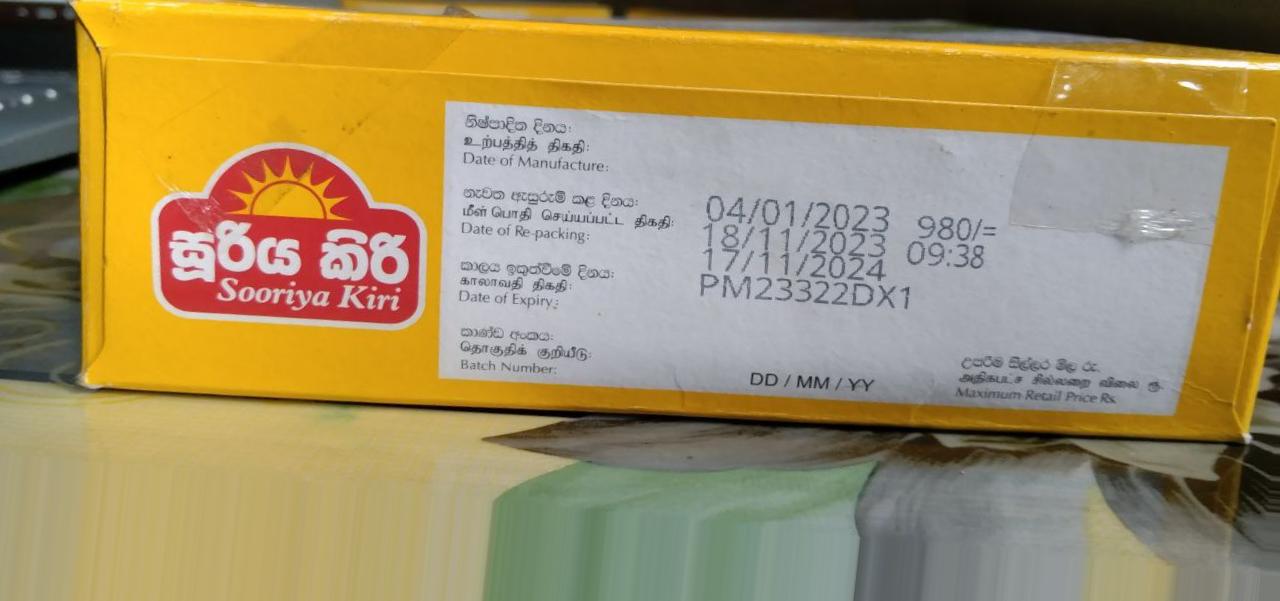 සූරිය කිරි
Sooriya Kiri
නිෂ්පාදිත දිනය:
உற்பத்தித் திகதி:
Date of Manufacture:
නැවත ඇසුරුම් කළ දිනය:
மீள் பொதி செய்யப்பட்ட திகதி:
Date of Re-packing:
කාලය ඉකුත්වීමේ දිනය:
காலாவதி திகதி:
Date of Expiry:
කාණ්ඩ අංකය:
தொகுதிக் குறியீடு:
Batch Number:
04/01/2023 980/=
18/11/2023 09:38
17/11/2024
PM23322DX1
DD / MM / YY
උපරිම සිල්ලර මිල රු.
அதிகபட்ச சில்லறை விலை ரூ.
Maximum Retail Price Rs.